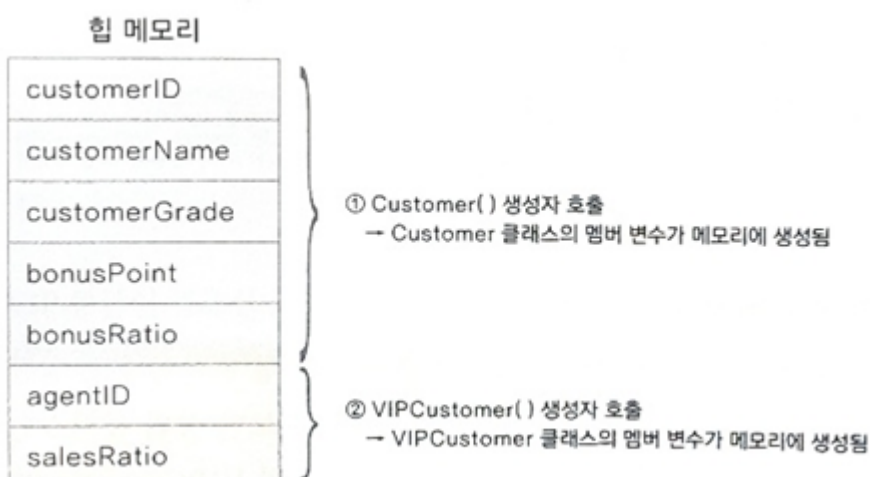 힙 메모리
customerID
customerName
customerGrade
bonusPoint
bonusRatio
agentID
salesRatio
① Customer( ) 생성자 호출
→ Customer 클래스의 멤버 변수가 메모리에 생성됨
② VIPCustomer( ) 생성자 호출
→ VIPCustomer 클래스의 멤버 변수가 메모리에 생성됨